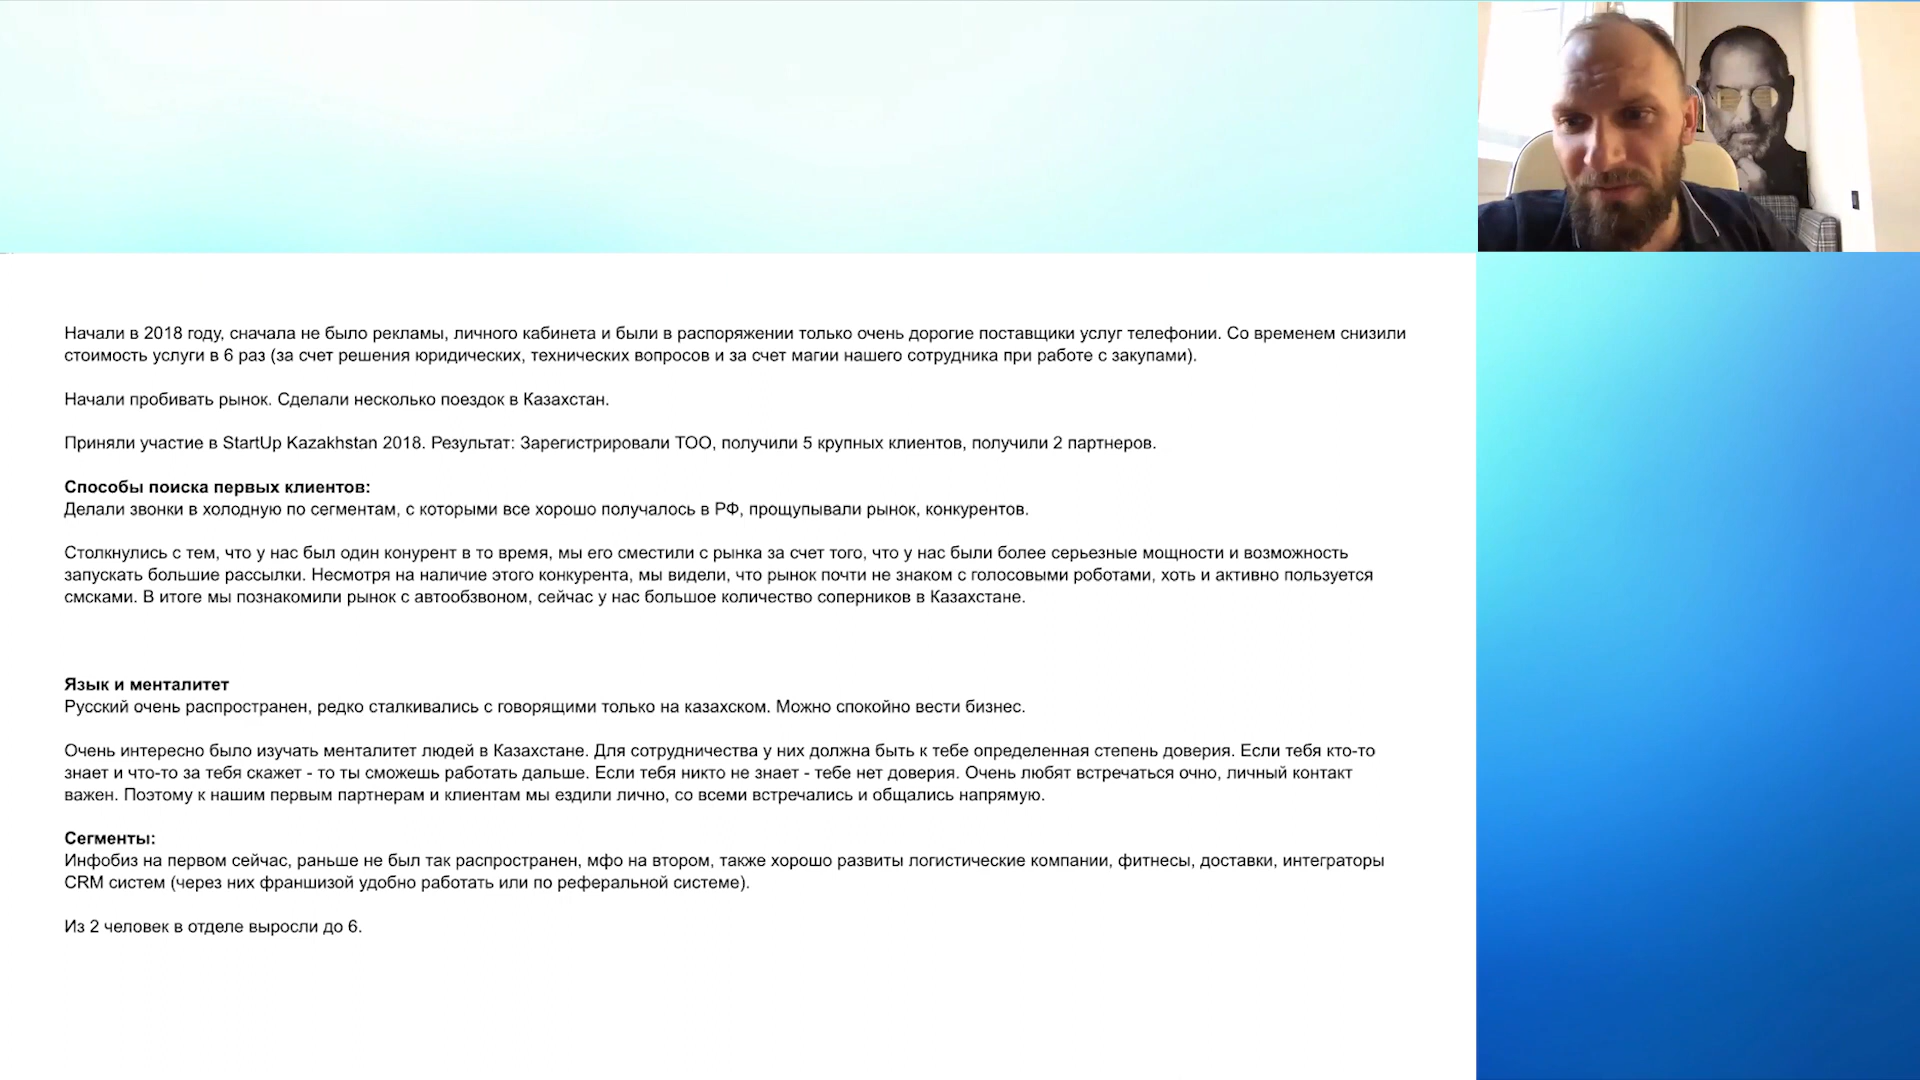 Начали в 2018 году, сначала не было рекламы, личного кабинета и были в распоряжении только очень дорогие поставщики услуг телефонии. Со временем снизили
стоимость услуги в 6 раз (за счет решения юридических, технических вопросов и за счет магии нашего сотрудника при работе с закупами).
Начали пробивать рынок. Сделали несколько поездок в Казахстан.
Приняли участие в StartUp Kazakhstan 2018. Результат: Зарегистрировали ТОО, получили 5 крупных клиентов, получили 2 партнеров.
Способы поиска первых клиентов:
Делали звонки в холодную по сегментам, с которыми все хорошо получалось в РФ, прощупывали рынок, конкурентов.
Столкнулись с тем, что у нас был один конурент в то время, мы его сместили с рынка за счет того, что у нас были более серьезные мощности и возможность
запускать большие рассылки. Несмотря на наличие этого конкурента, мы видели, что рынок почти не знаком с голосовыми роботами, хоть и активно пользуется
смсками. В итоге мы познакомили рынок с автообзвоном, сейчас у нас большое количество соперников в Казахстане.
Язык и менталитет
Русский очень распространен, редко сталкивались с говорящими только на казахском. Можно спокойно вести бизнес.
Очень интересно было изучать менталитет людей в Казахстане. Для сотрудничества у них должна быть к тебе определенная степень доверия. Если тебя кто-то
знает и что-то за тебя скажет - то ты сможешь работать дальше. Если тебя никто не знает - тебе нет доверия. Очень любят встречаться очно, личный контакт
важен. Поэтому к нашим первым партнерам и клиентам мы ездили лично, со всеми встречались и общались напрямую.
Сегменты:
Инфобиз на первом сейчас, раньше не был так распространен, мфо на втором, также хорошо развиты логистические компании, фитнесы, доставки, интеграторы
CRM систем (через них франшизой удобно работать или по реферальной системе).
Из 2 человек в отделе выросли до 6.